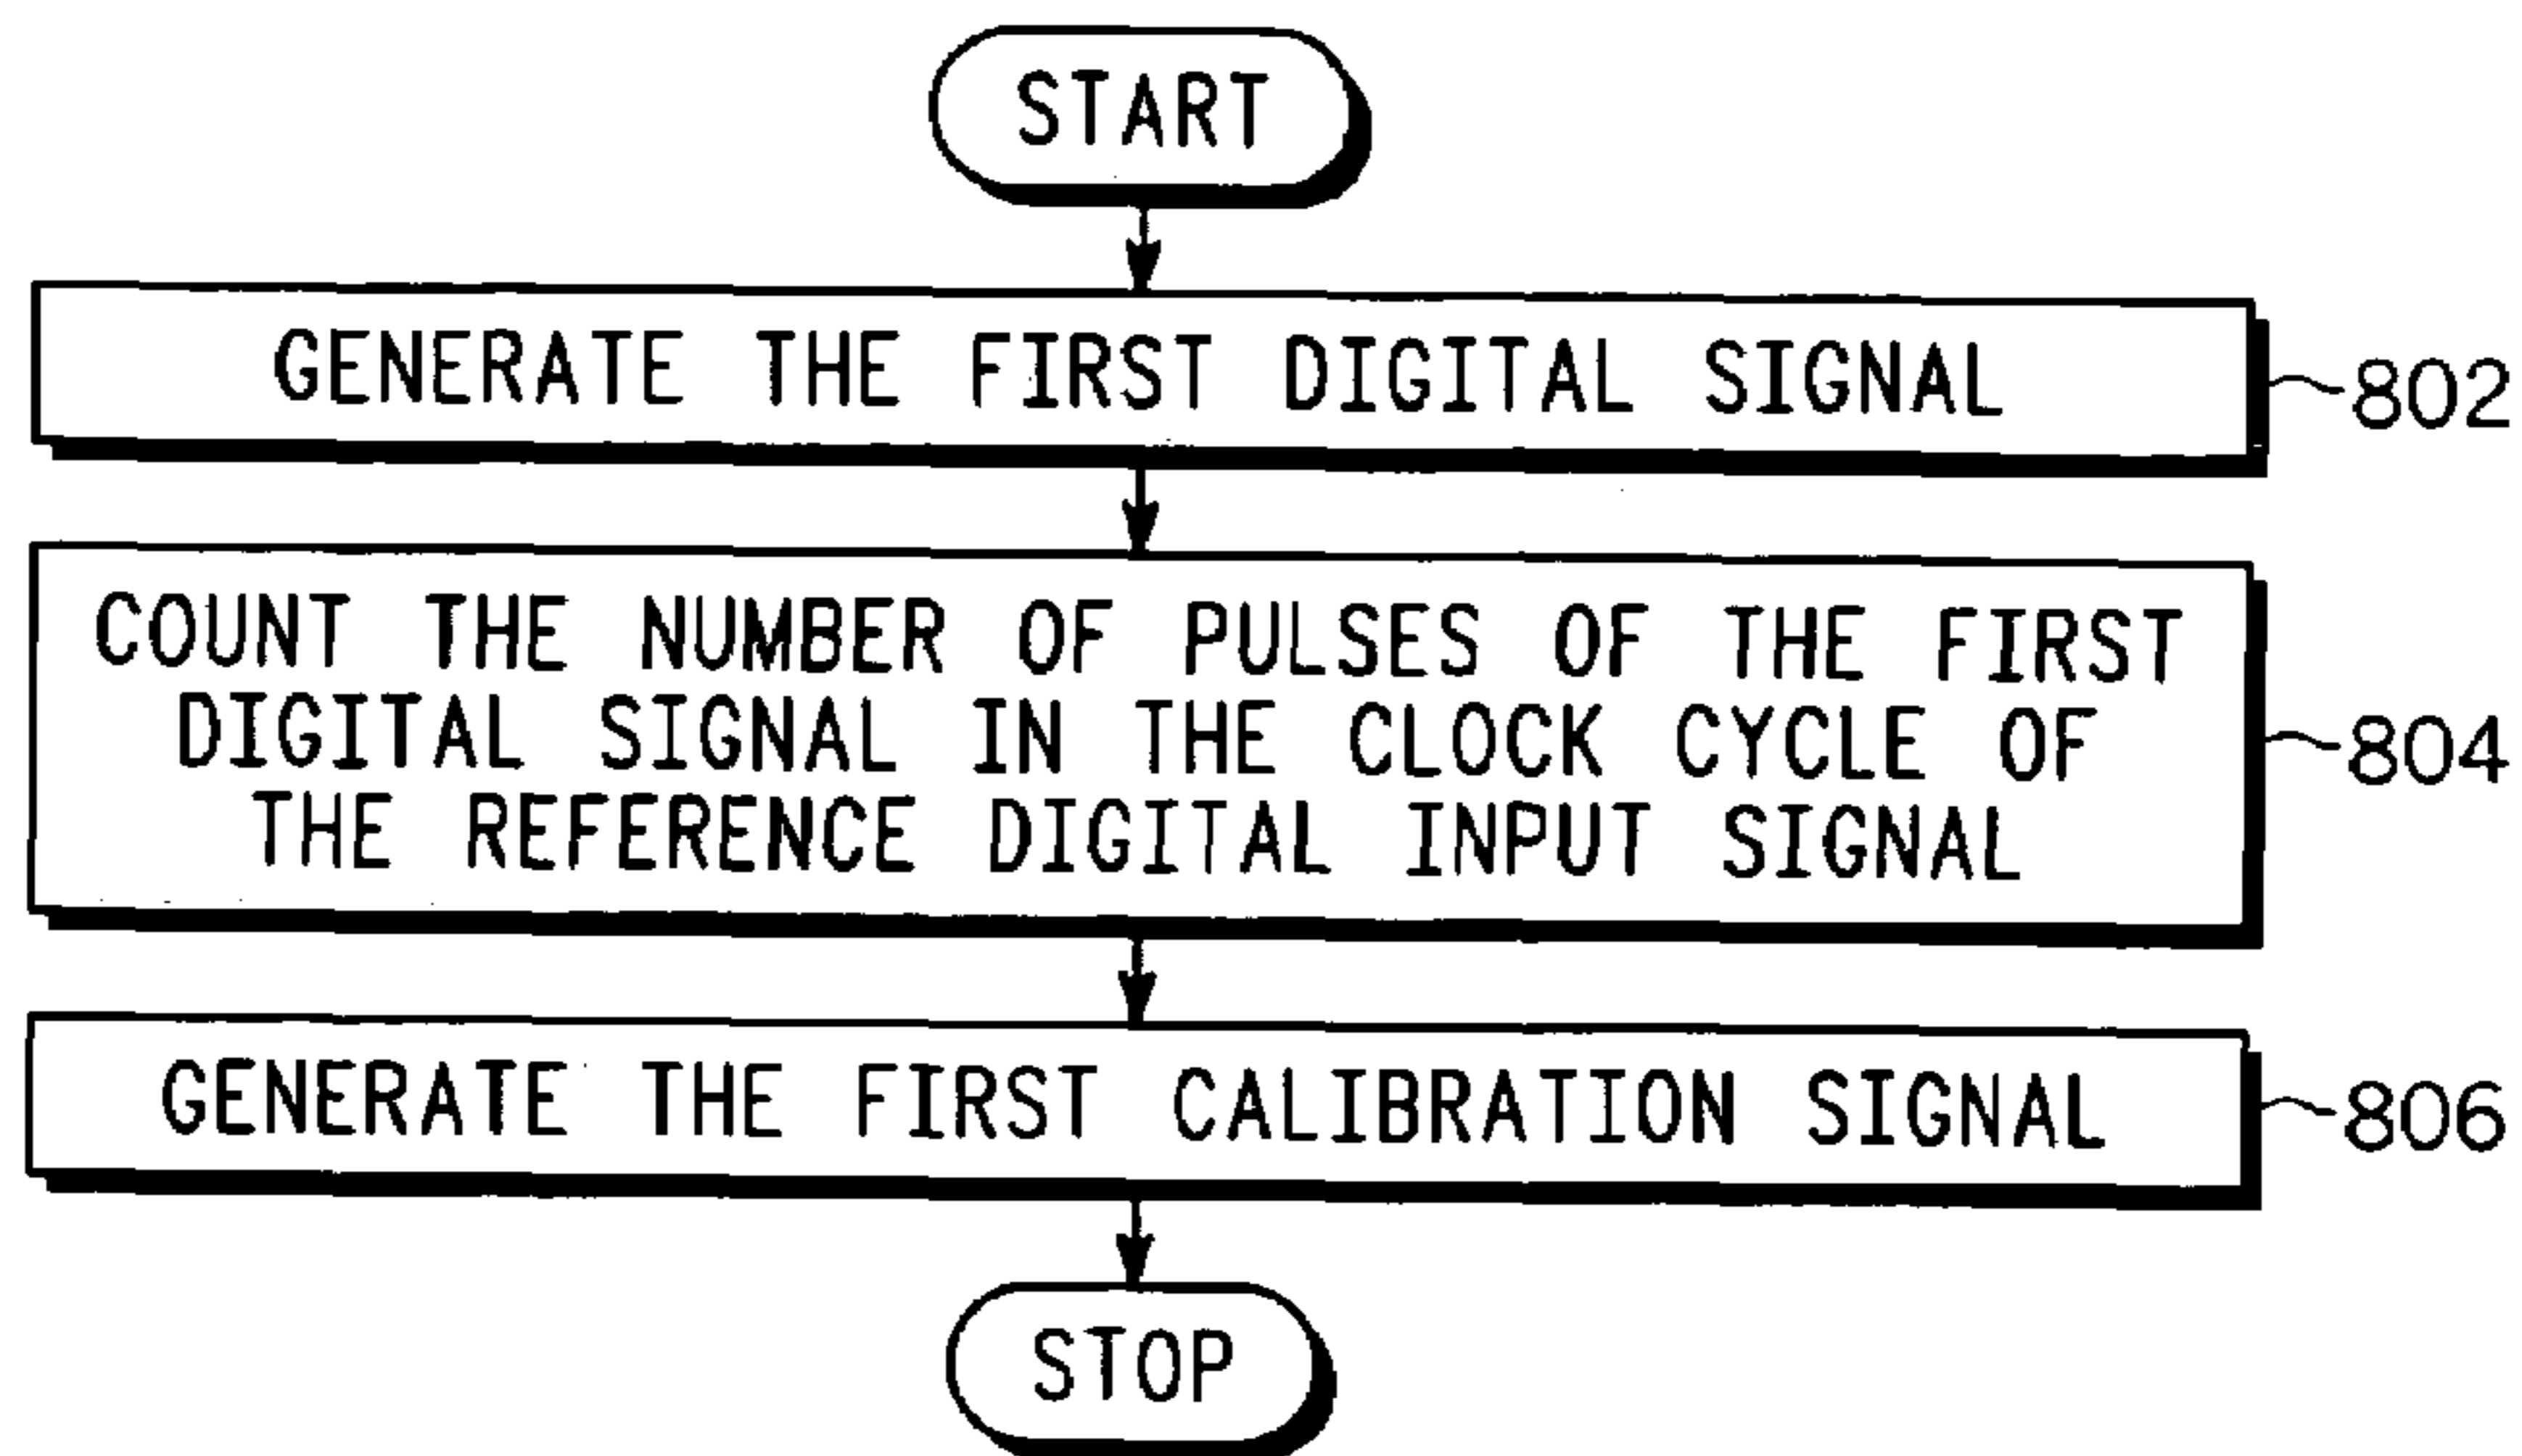 START
GENERATE THE FIRST DIGITAL SIGNAL
802
COUNT THE NUMBER OF PULSES OF THE FIRST
DIGITAL SIGNAL IN THE CLOCK CYCLE OF
THE REFERENCE DIGITAL INPUT SIGNAL
804
GENERATE THE FIRST CALIBRATION SIGNAL
806
STOP